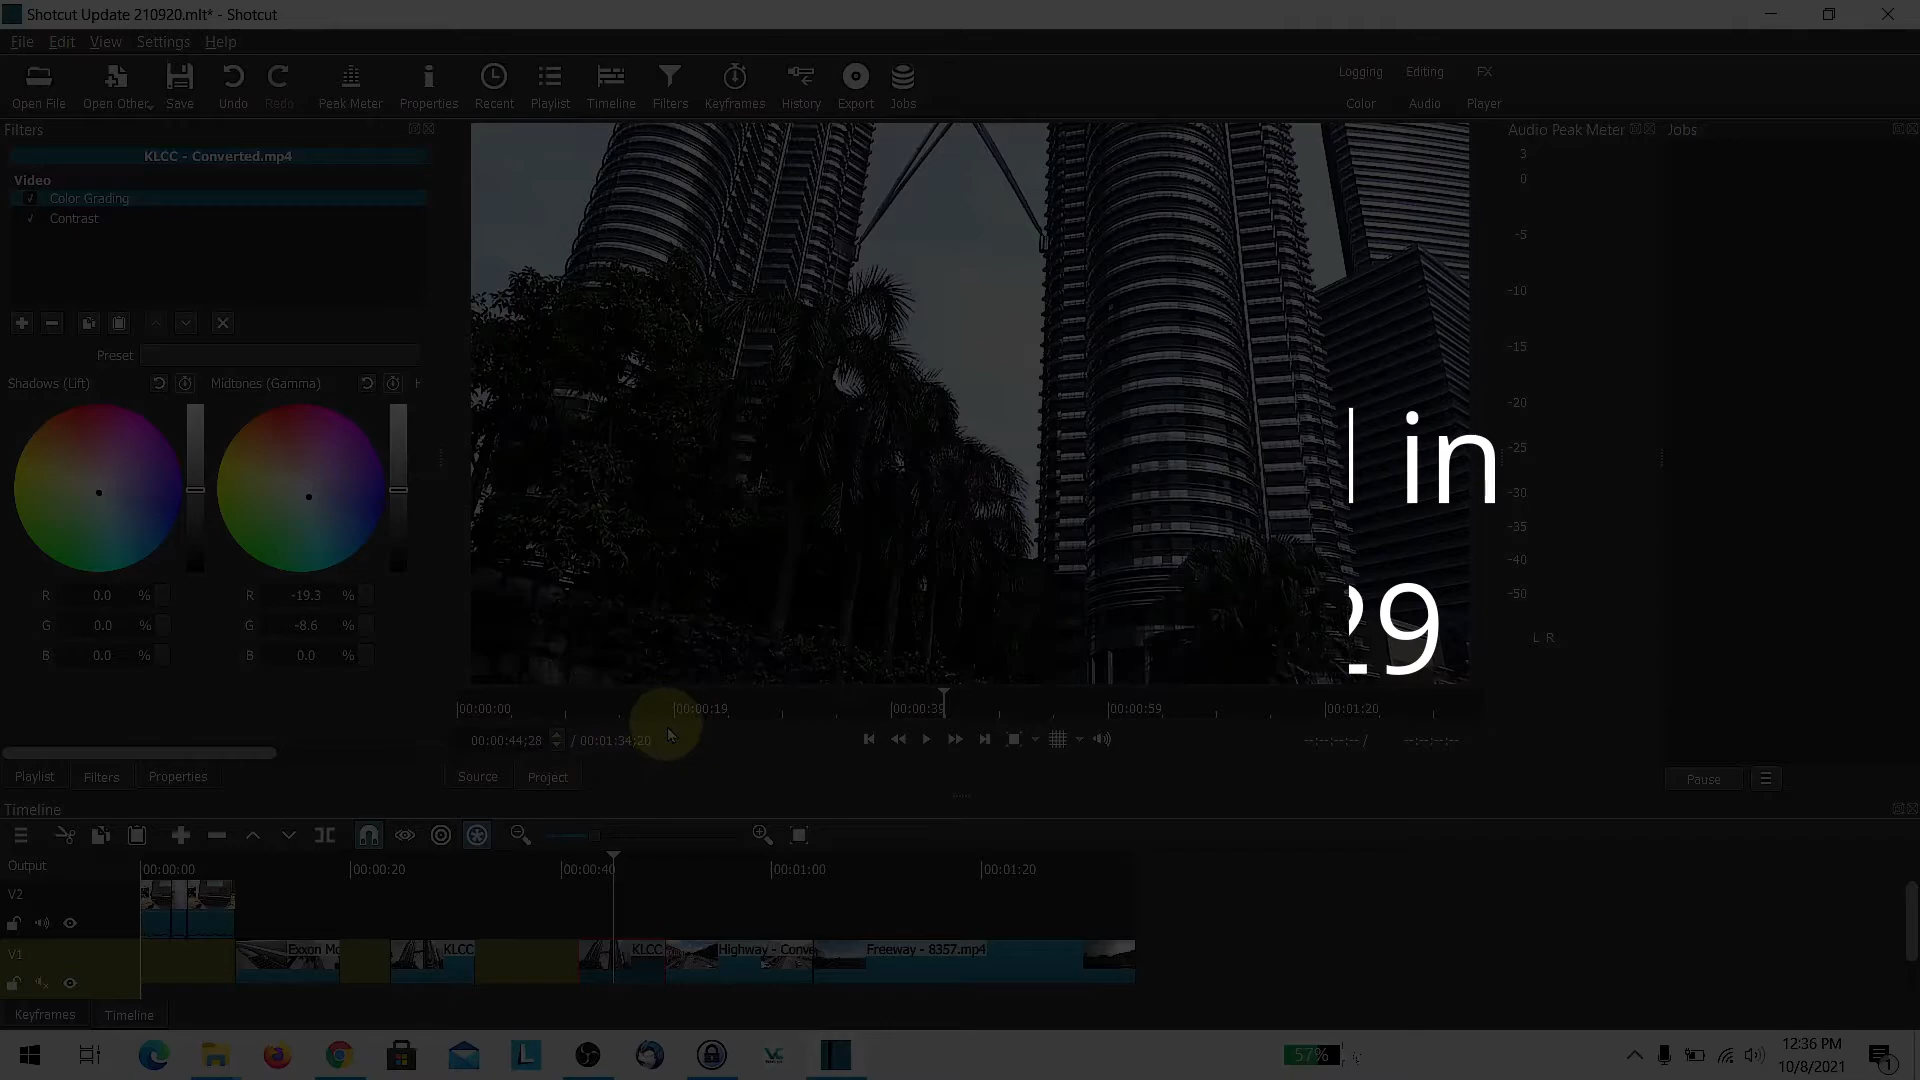 Shotcut Update 210920.mlt* - Shotcut
File Edit View Settings Help
Open File Open Other Save Undo Redo Peak Meter Properties Recent Playlist Timeline Filters Keyframes History Export Jobs
Logging Editing FX
Color Audio Player
Filters
KLCC - Converted.mp4
Video
Color Grading
Contrast
Preset
Shadows (Lift) Midtones (Gamma) H
R 0.0 % R -19.3 %
G 0.0 % G -8.6 %
B 0.0 % B 0.0 %
Playlist Filters Properties
in
29
00:00:00 00:00:19 00:00:39 00:00:59 00:01:20
00:00:44;28 / 00:01:34;20 --:--:--:-- / --:--:--:--
Source Project
Audio Peak Meter
3
0
-5
-10
-15
-20
-25
-30
-35
-40
-50
L R
Jobs
Pause
Timeline
Output
00:00:00 00:00:20 00:00:40 00:01:00 00:01:20
V2
V1
Exxon Mo KLCC KLCC Highway - Conve Freeway - 8357.mp4
Keyframes Timeline
57%
12:36 PM
10/8/2021
1